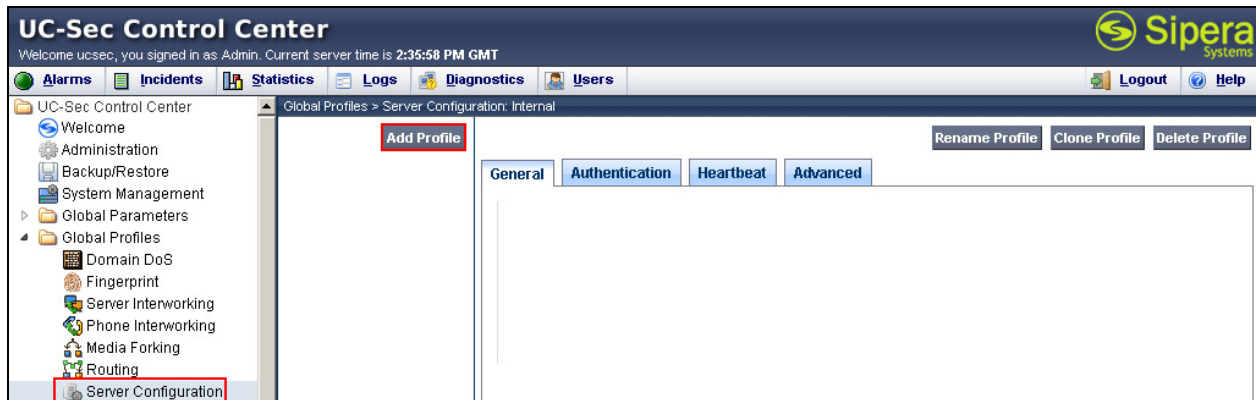 UC-Sec Control Center
Welcome ucsec, you signed in as Admin. Current server time is 2:35:58 PM GMT
Sipera
Systems
Alarms Incidents Statistics Logs Diagnostics Users Logout Help
UC-Sec Control Center
Welcome
Administration
Backup/Restore
System Management
Global Parameters
Global Profiles
Domain DoS
Fingerprint
Server Interworking
Phone Interworking
Media Forking
Routing
Server Configuration
Global Profiles > Server Configuration: Internal
Add Profile
Rename Profile Clone Profile Delete Profile
General Authentication Heartbeat Advanced